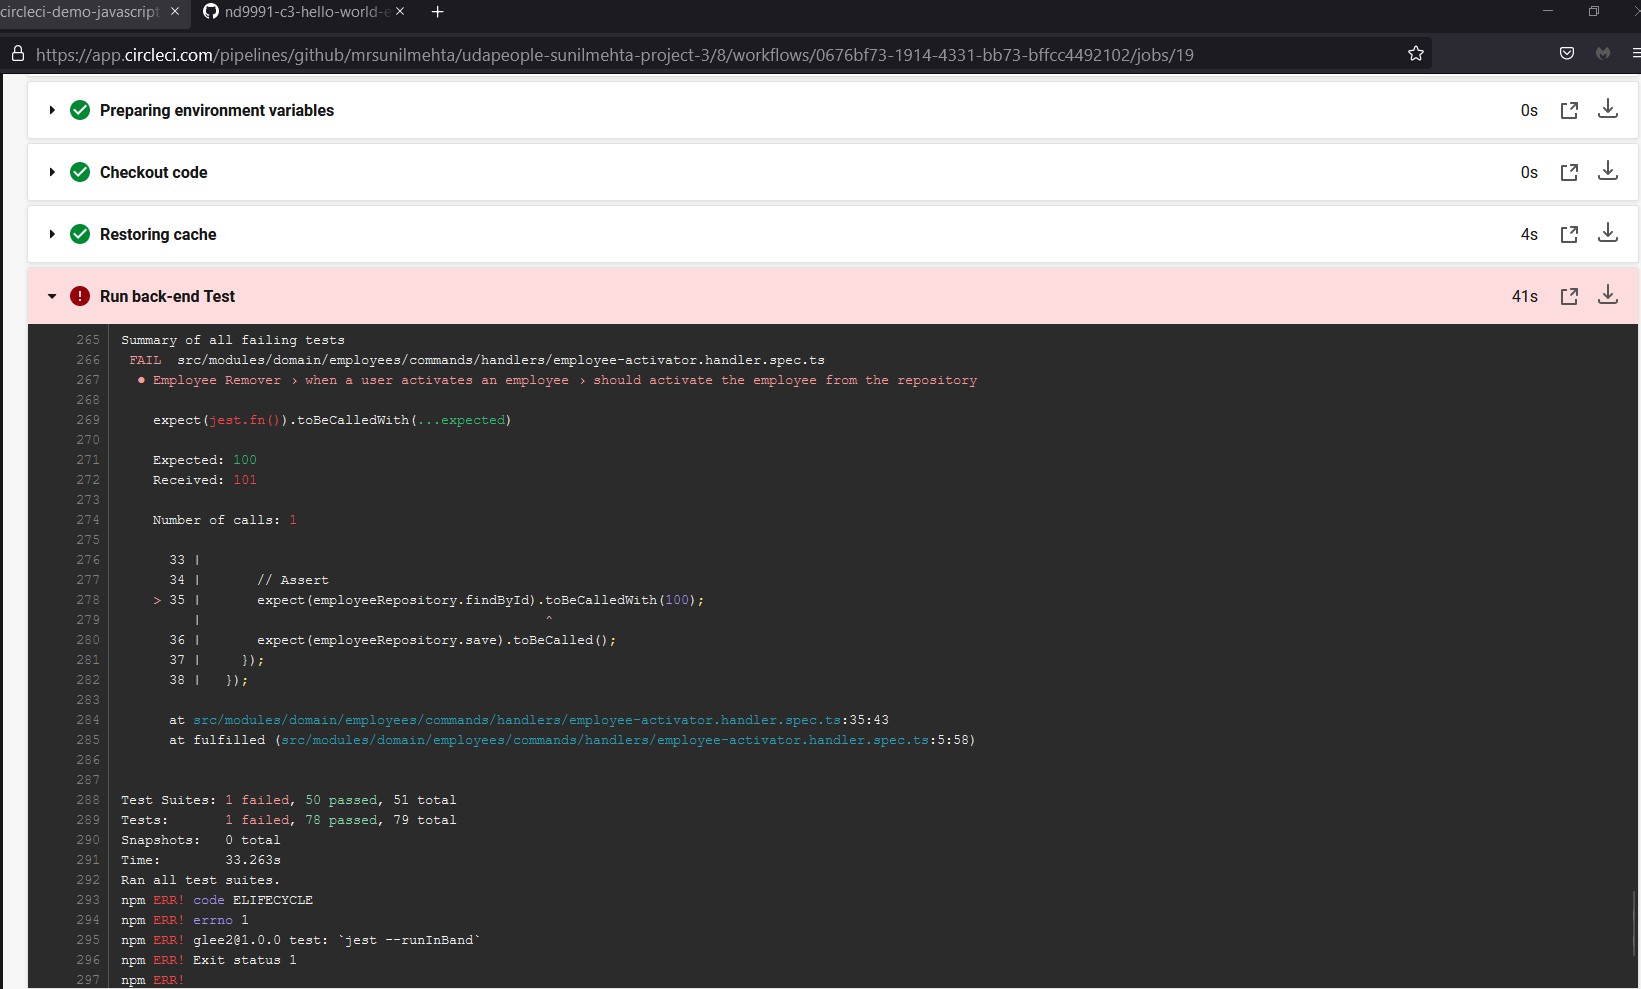 circleci-demo-javascript ×
nd9991-c3-hello-world-e × +
https://app.circleci.com/pipelines/github/mrsunilmehta/udapeople-sunilmehta-project-3/8/workflows/0676bf73-1914-4331-bb73-bffcc4492102/jobs/19
Preparing environment variables 0s
Checkout code 0s
Restoring cache 4s
Run back-end Test 41s
265 Summary of all failing tests
266 FAIL src/modules/domain/employees/commands/handlers/employee-activator.handler.spec.ts
267 ● Employee Remover › when a user activates an employee › should activate the employee from the repository
268
269 expect(jest.fn()).toBeCalledWith(...expected)
270
271 Expected: 100
272 Received: 101
273
274 Number of calls: 1
275
276 33 |
277 34 | // Assert
278 > 35 | expect(employeeRepository.findById).toBeCalledWith(100);
279 | ^
280 36 | expect(employeeRepository.save).toBeCalled();
281 37 | });
282 38 | });
283
284 at src/modules/domain/employees/commands/handlers/employee-activator.handler.spec.ts:35:43
285 at fulfilled (src/modules/domain/employees/commands/handlers/employee-activator.handler.spec.ts:5:58)
286
287
288 Test Suites: 1 failed, 50 passed, 51 total
289 Tests: 1 failed, 78 passed, 79 total
290 Snapshots: 0 total
291 Time: 33.263s
292 Ran all test suites.
293 npm ERR! code ELIFECYCLE
294 npm ERR! errno 1
295 npm ERR! glee2@1.0.0 test: `jest --runInBand`
296 npm ERR! Exit status 1
297 npm ERR!